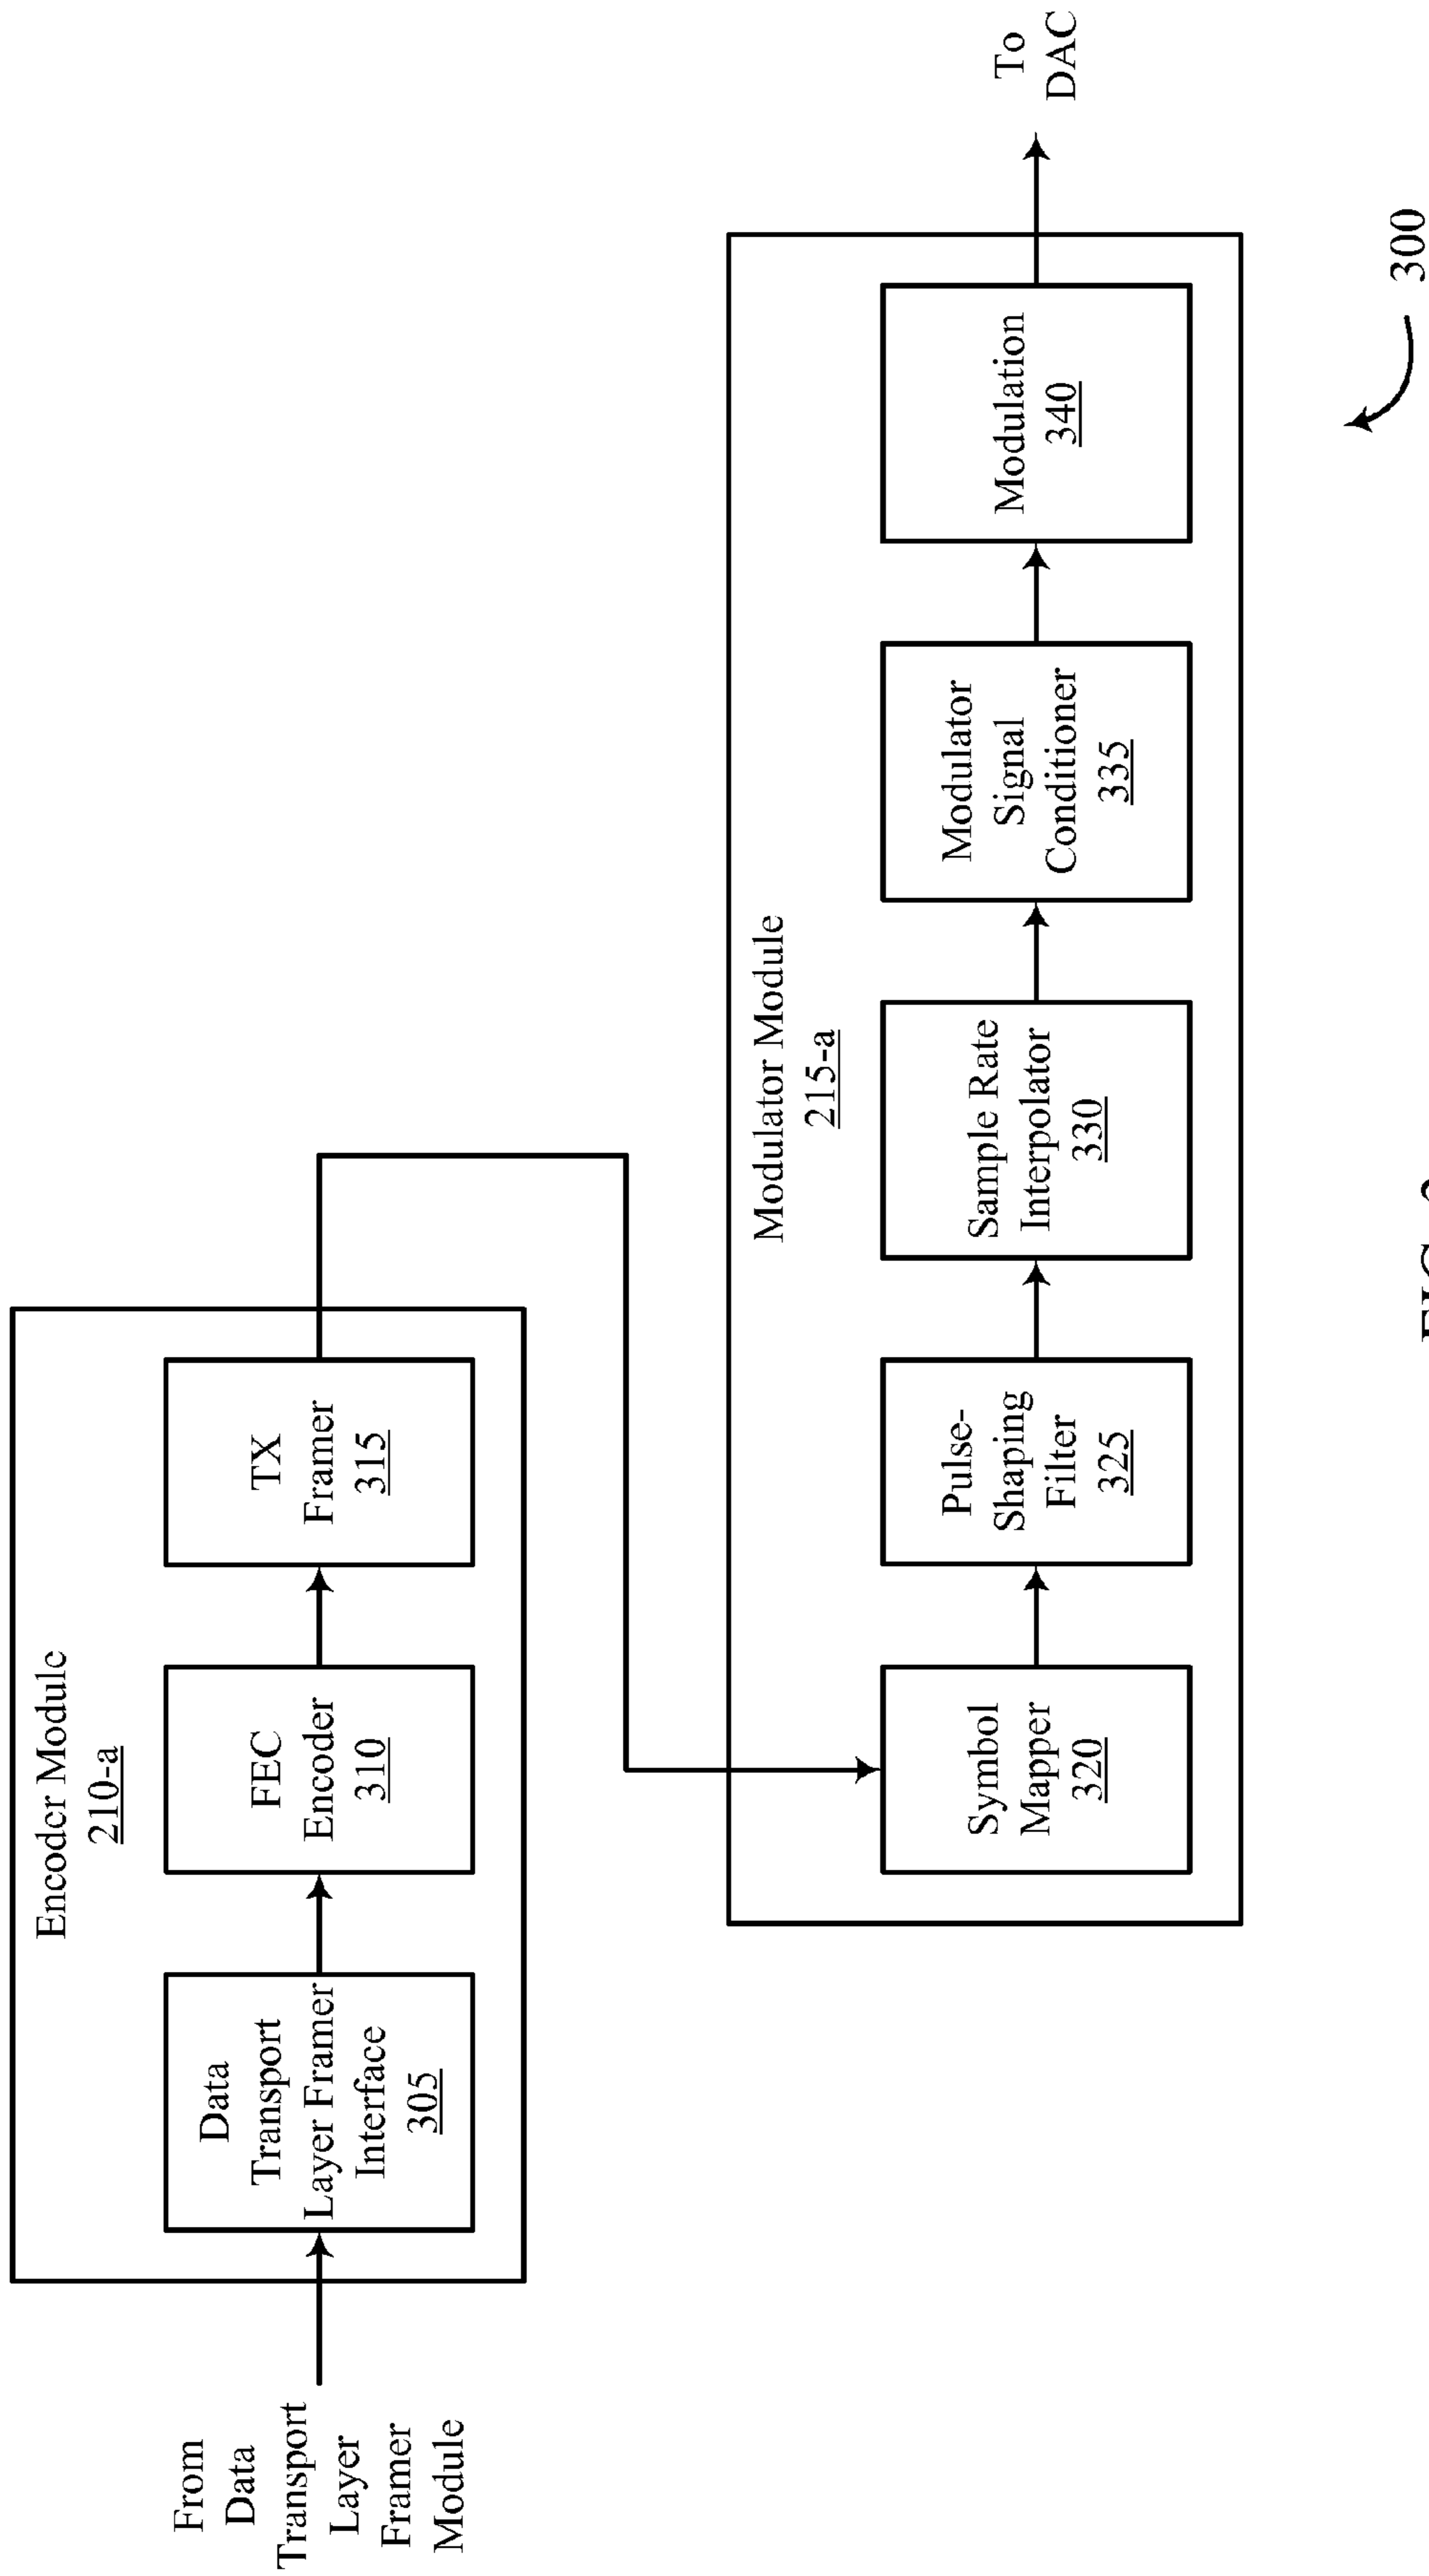 From
Data
Transport
Layer
Framer
Module
Encoder Module
210-a
Data
Transport
Layer Framer
Interface
305
FEC
Encoder
310
TX
Framer
315
Modulator Module
215-a
Symbol
Mapper
320
Pulse-
Shaping
Filter
325
Sample Rate
Interpolator
330
Modulator
Signal
Conditioner
335
Modulation
340
To
DAC
300